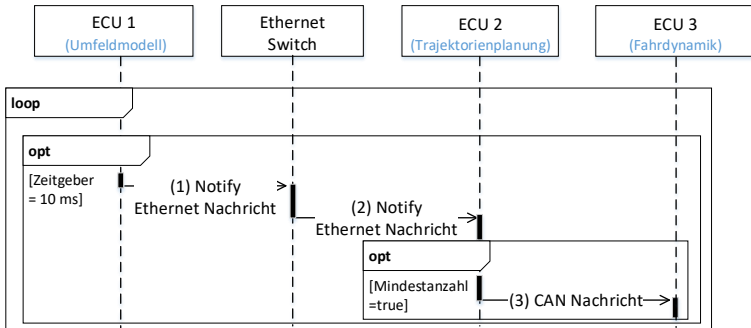 ECU 1
(Umfeldmodell)
Ethernet
Switch
ECU 2
(Trajektorienplanung)
ECU 3
(Fahrdynamik)
loop
opt
[Zeitgeber
= 10 ms]
(1) Notify
Ethernet Nachricht
(2) Notify
Ethernet Nachricht
opt
[Mindestanzahl
=true]
(3) CAN Nachricht